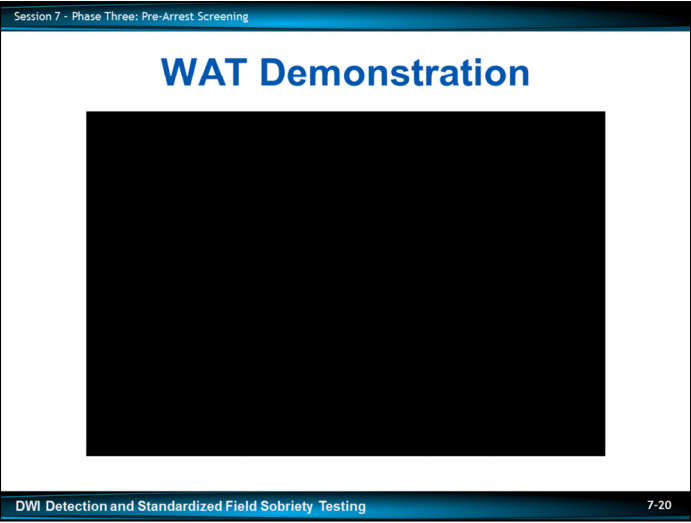 Session 7 - Phase Three: Pre-Arrest Screening
WAT Demonstration
DWI Detection and Standardized Field Sobriety Testing
7-20